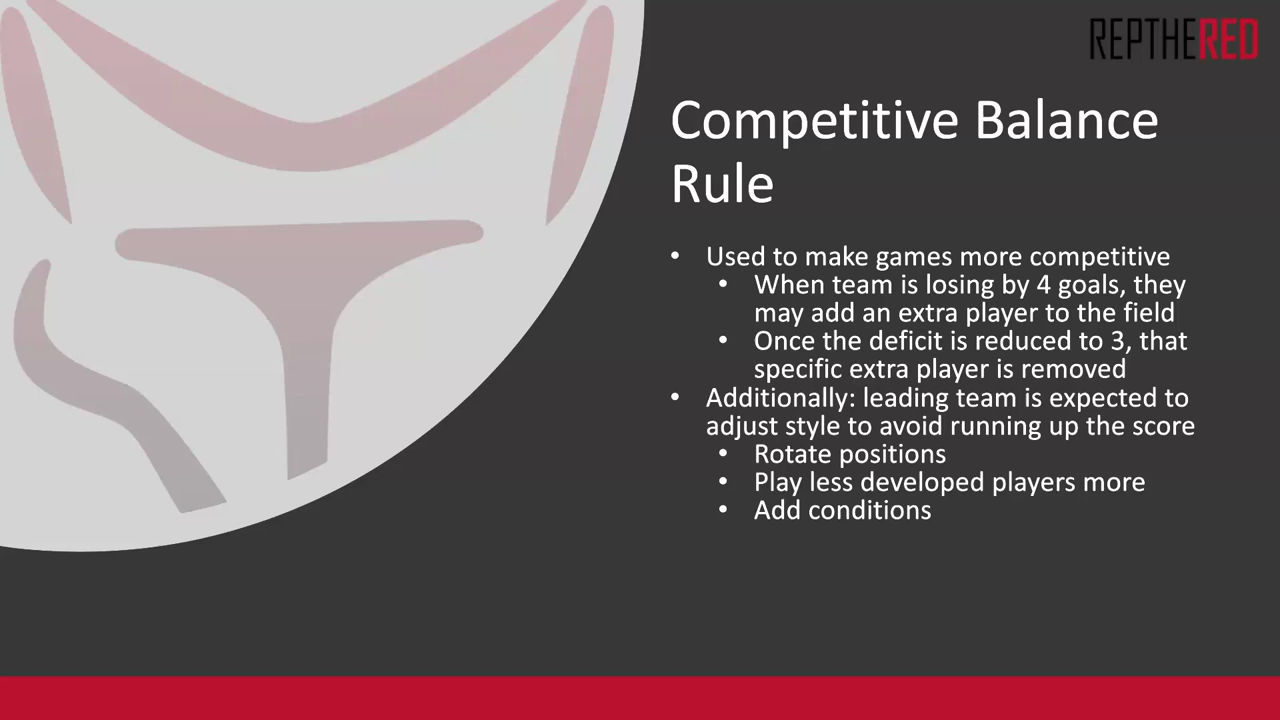 REPTHERED
Competitive Balance
Rule
• Used to make games more competitive
• When team is losing by 4 goals, they
may add an extra player to the field
• Once the deficit is reduced to 3, that
specific extra player is removed
• Additionally: leading team is expected to
adjust style to avoid running up the score
• Rotate positions
• Play less developed players more
• Add conditions